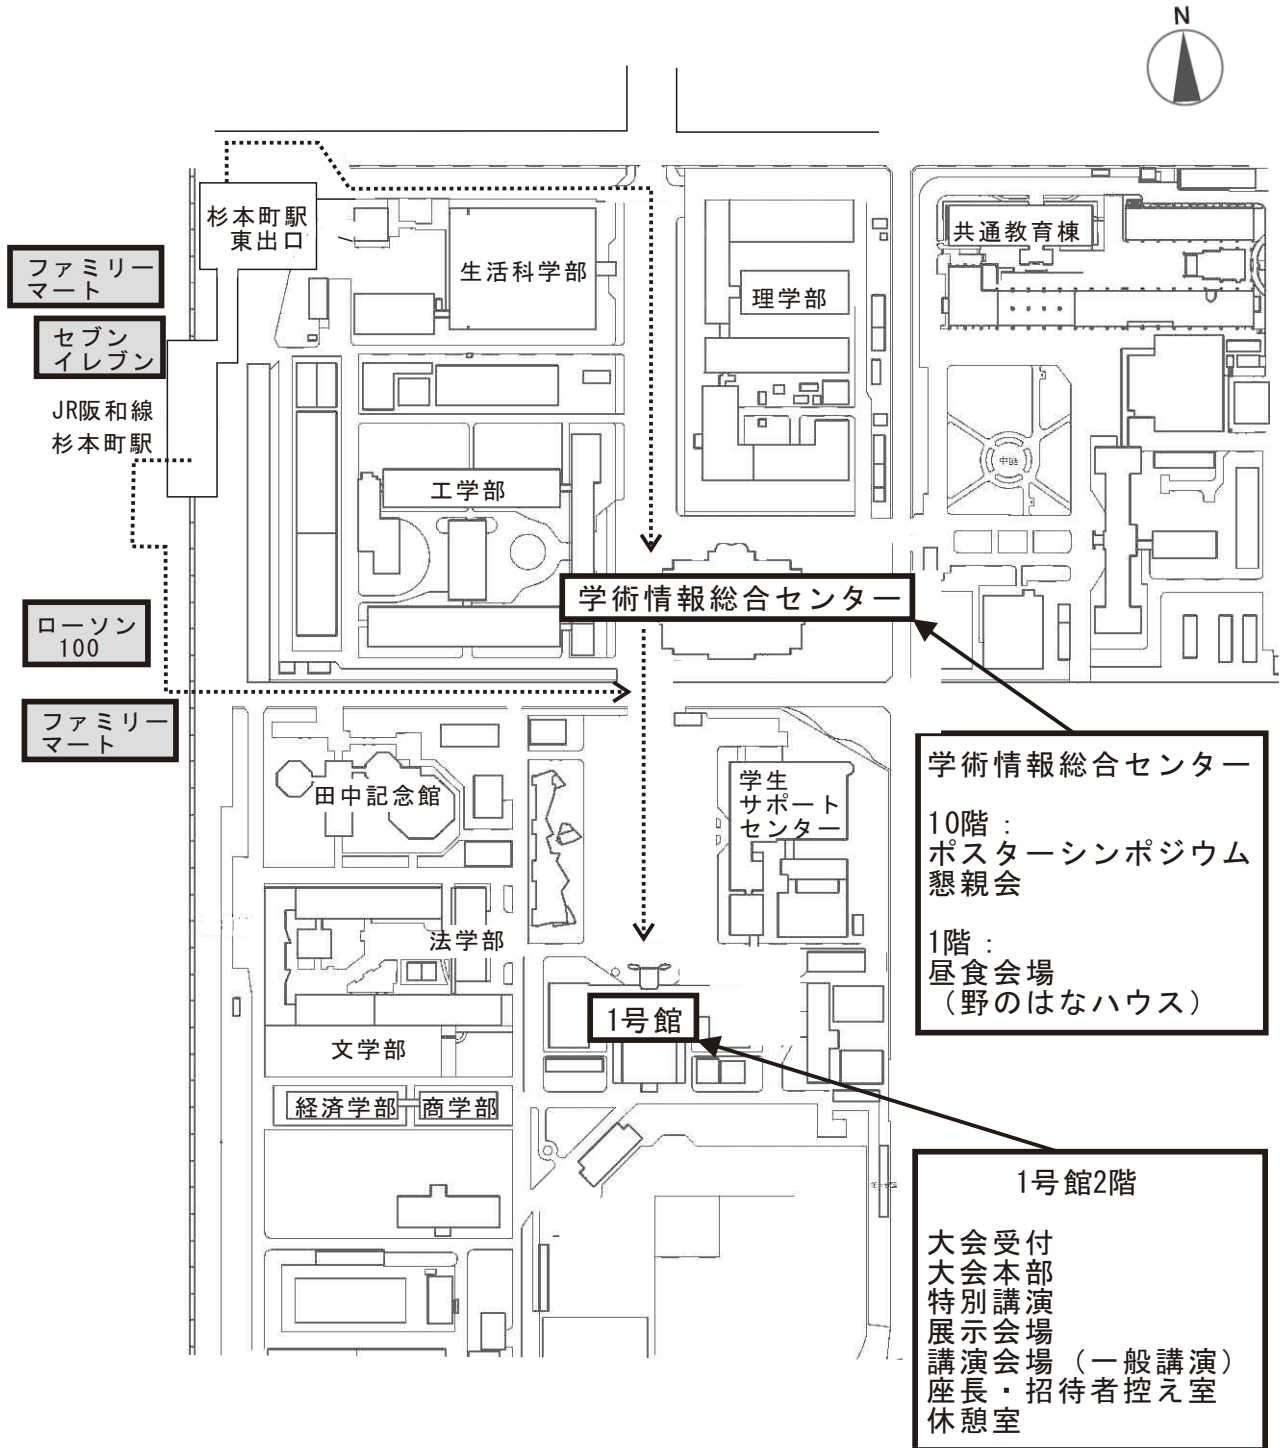 N
杉本町駅
東出口
ファミリー
マート
セブン
イレブン
JR阪和線
杉本町駅
生活科学部
理学部
共通教育棟
中庭
工学部
学術情報総合センター
ローソン
100
ファミリー
マート
田中記念館
学生
サポート
センター
法学部
1号館
文学部
経済学部
商学部
学術情報総合センター
10階：
ポスターシンポジウム
懇親会
1階：
昼食会場
（野のはなハウス）
1号館2階
大会受付
大会本部
特別講演
展示会場
講演会場（一般講演）
座長・招待者控え室
休憩室